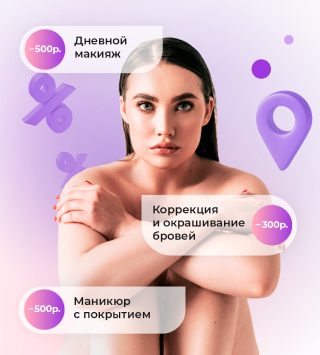 -500р.
Дневной
макияж
Коррекция
и окрашивание
бровей
-300р.
-500р.
Маникюр
с покрытием